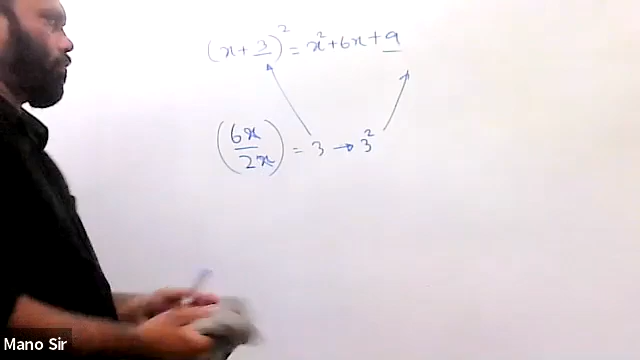 (x + 3)² = x² + 6x + 9
(6x/2x) = 3 → 3²
Mano Sir